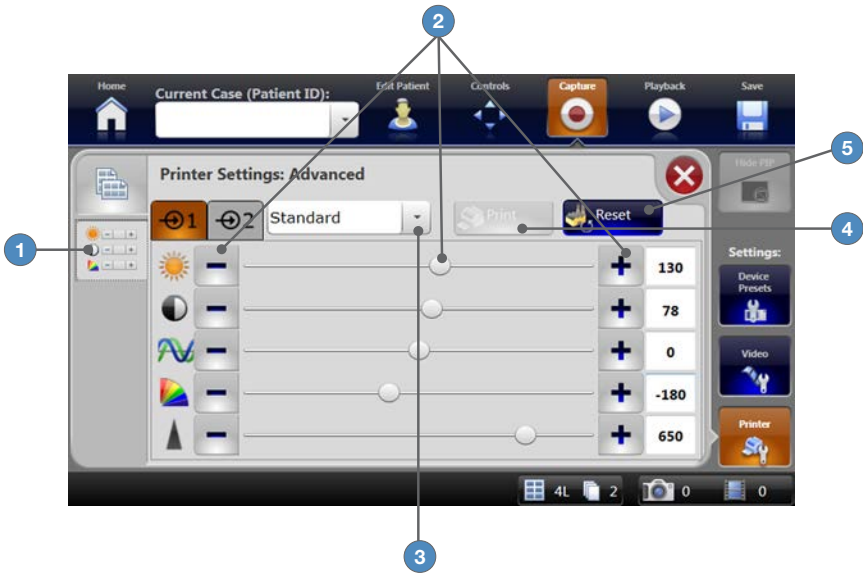 2
Home
Current Case (Patient ID):
Edit Patient
Controls
Capture
Playback
Save
5
Printer Settings: Advanced
Hide PIP
1 2
Standard
Print
Reset
4
1
130
Settings:
Device
Presets
78
0
Video
-180
Printer
650
4L 2 0 0
3